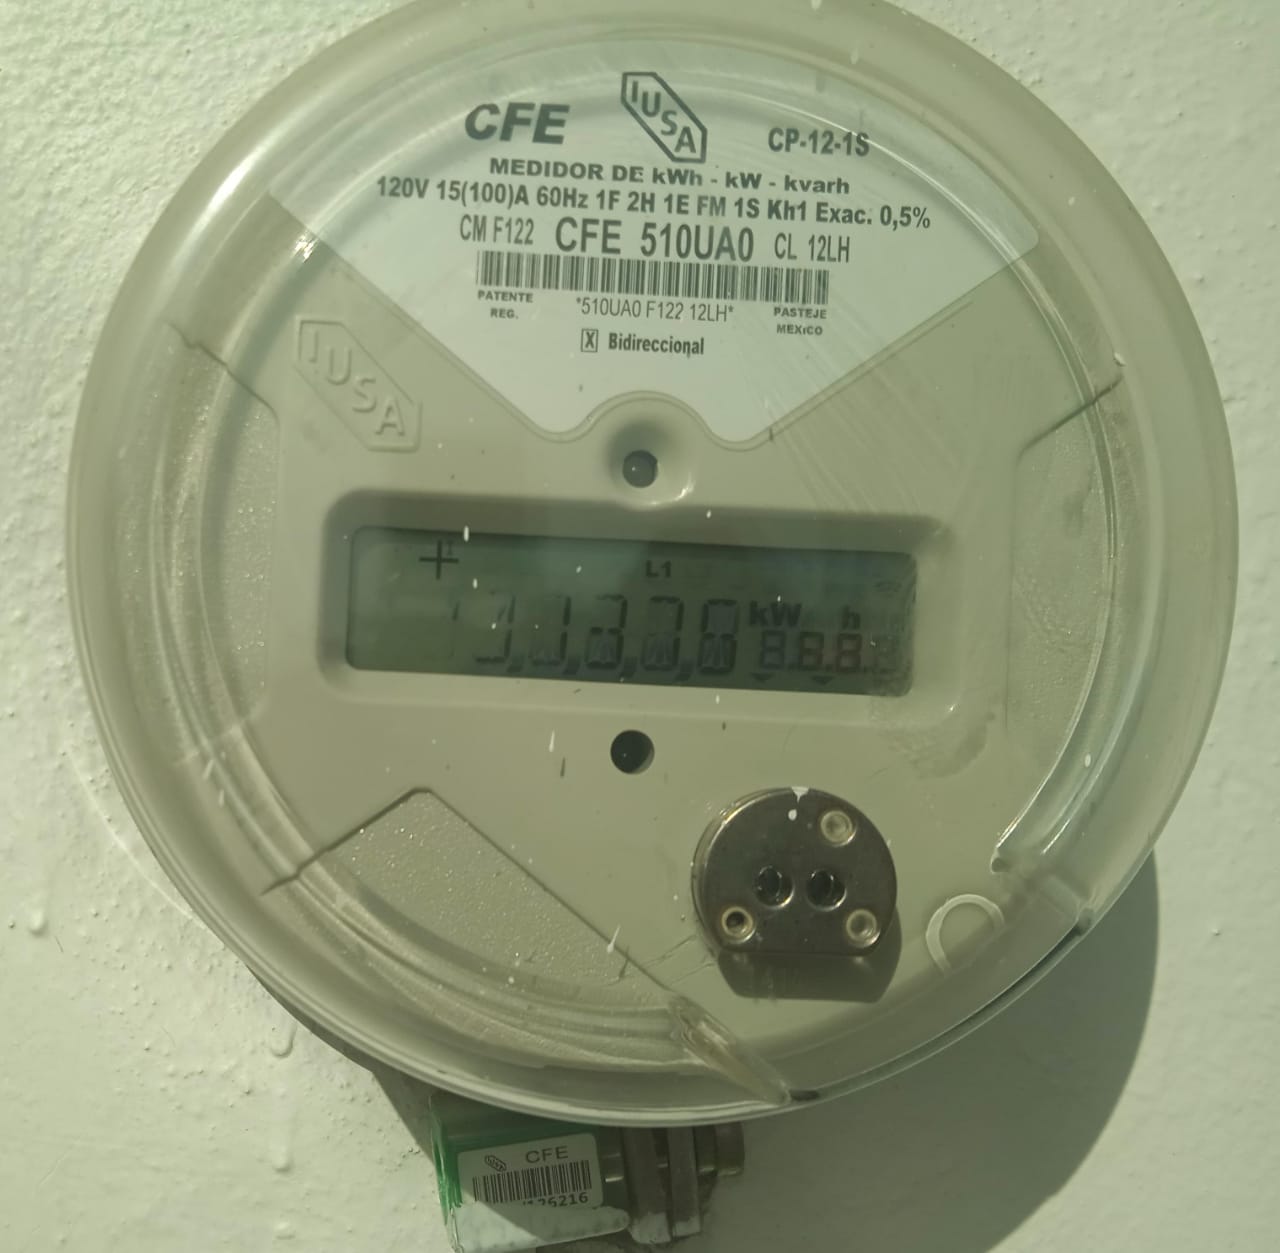 CFE IUSA CP-12-1S
MEDIDOR DE kWh - kW - kvarh
120V 15(100)A 60Hz 1F 2H 1E FM 1S Kh1 Exac. 0,5%
CM F122 CFE 510UA0 CL 12LH
PATENTE REG.
*510UA0 F122 12LH*
PASTEJE MEXICO
X Bidireccional
IUSA
L1
kW h
CFE